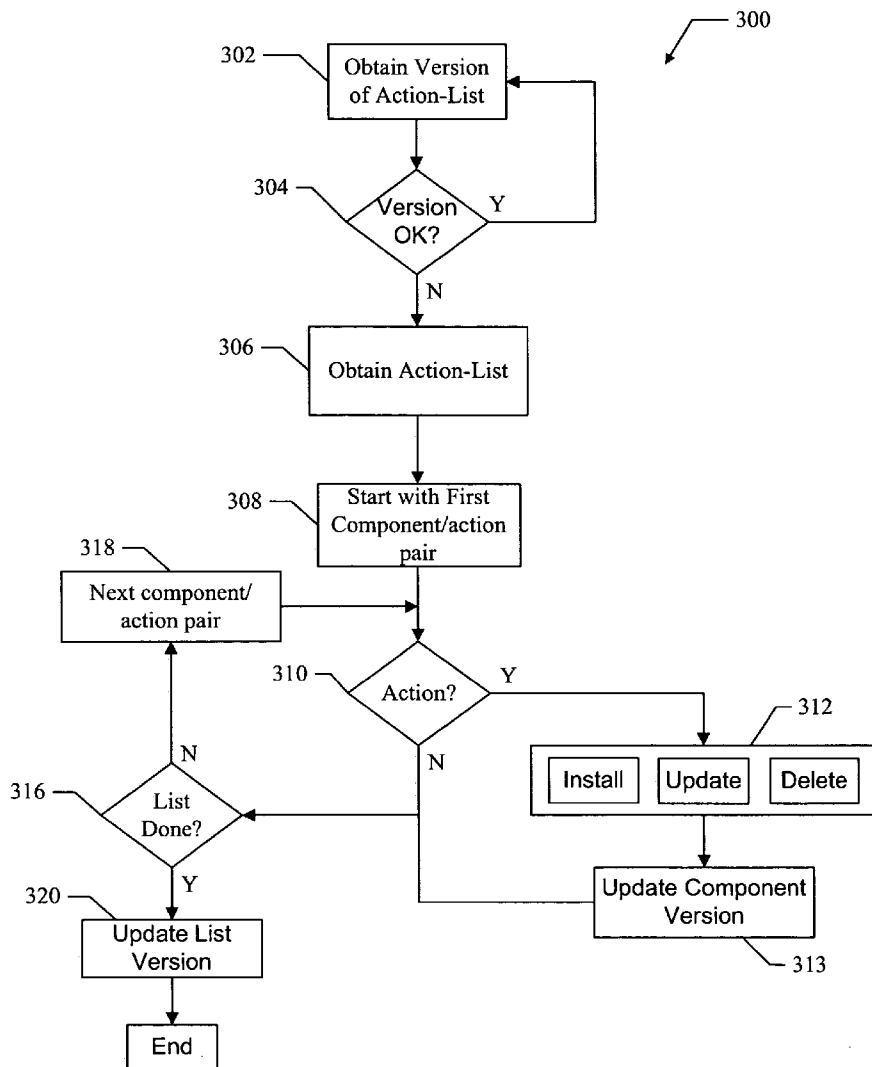 300
302
Obtain Version
of Action-List
304
Version
OK?
Y
N
306
Obtain Action-List
308
Start with First
Component/action
pair
318
Next component/
action pair
310
Action?
Y
N
312
Install
Update
Delete
316
List
Done?
N
Y
Update Component
Version
313
320
Update List
Version
End